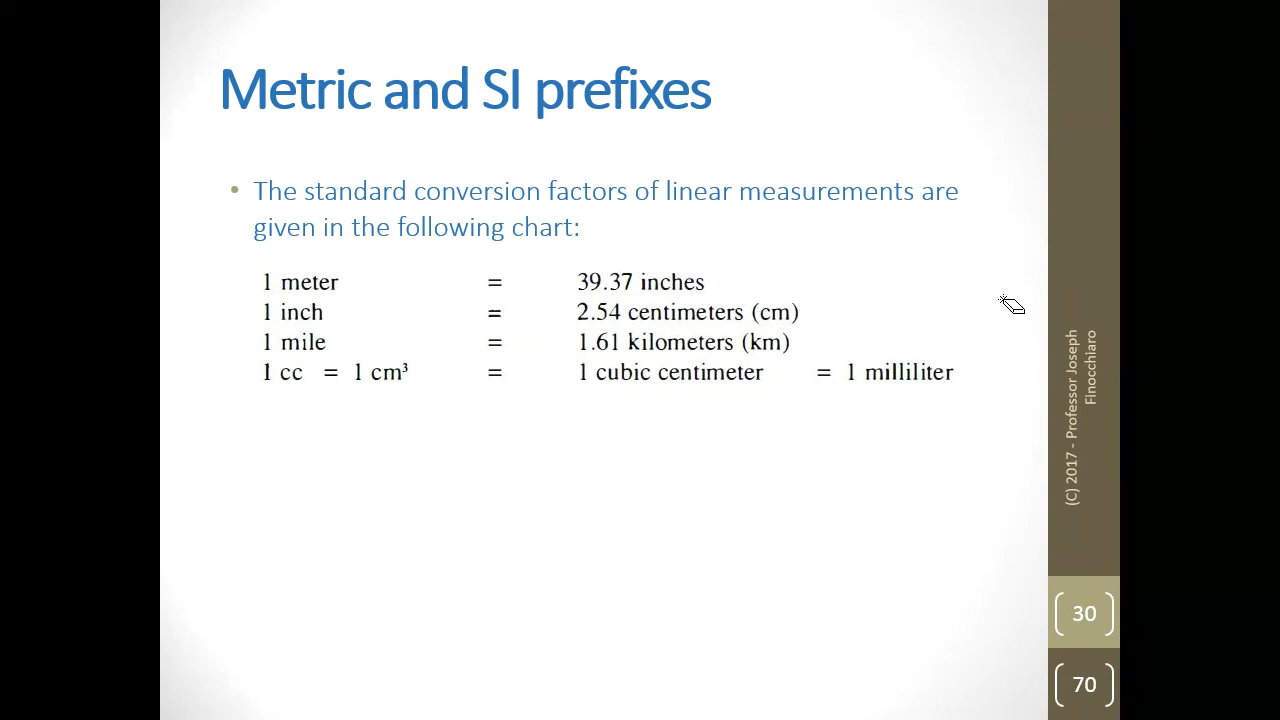 Metric and SI prefixes
• The standard conversion factors of linear measurements are
given in the following chart:
1 meter = 39.37 inches
1 inch = 2.54 centimeters (cm)
1 mile = 1.61 kilometers (km)
1 cc = 1 cm³ = 1 cubic centimeter = 1 milliliter
(C) 2017 - Professor Joseph
Finocchiaro
30
70